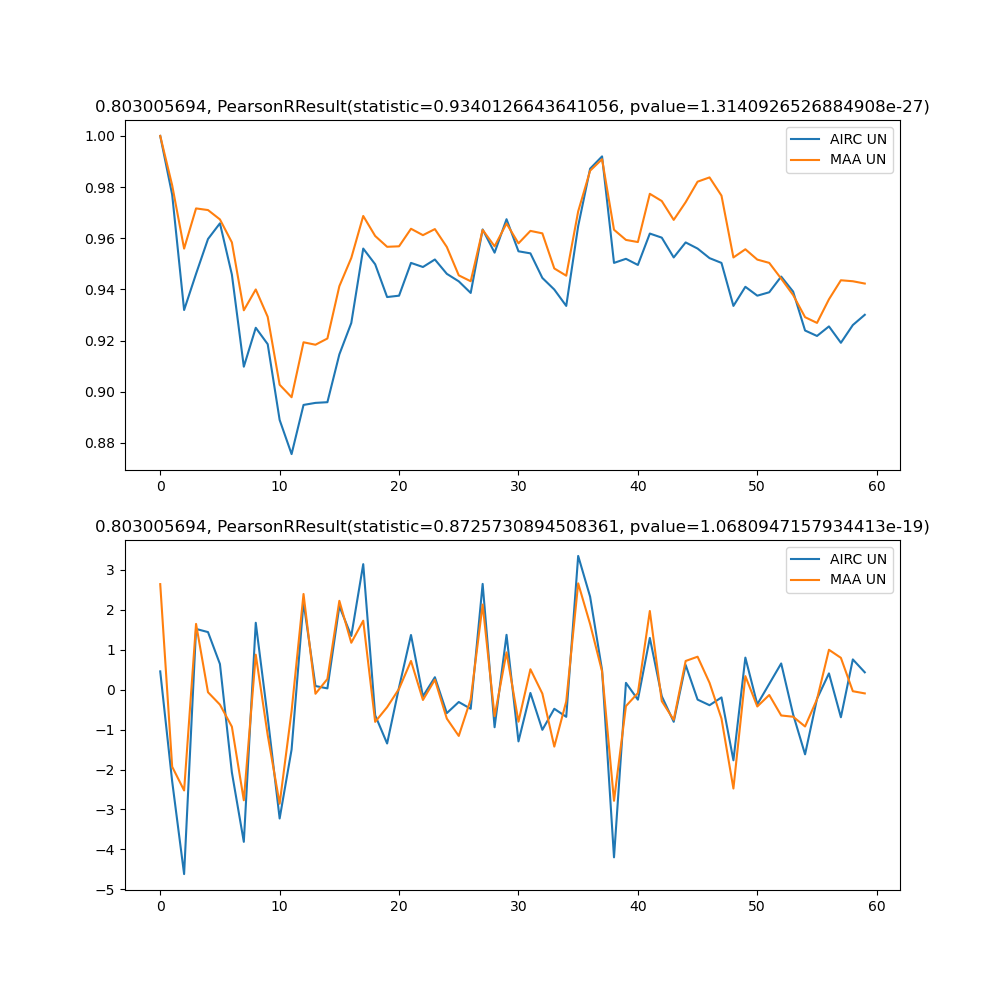 0.803005694, PearsonRResult(statistic=0.9340126643641056, pvalue=1.3140926526884908e-27)
AIRC UN
MAA UN
1.00
0.98
0.96
0.94
0.92
0.90
0.88
0 10 20 30 40 50 60
0.803005694, PearsonRResult(statistic=0.8725730894508361, pvalue=1.0680947157934413e-19)
AIRC UN
MAA UN
3
2
1
0
−1
−2
−3
−4
−5
0 10 20 30 40 50 60